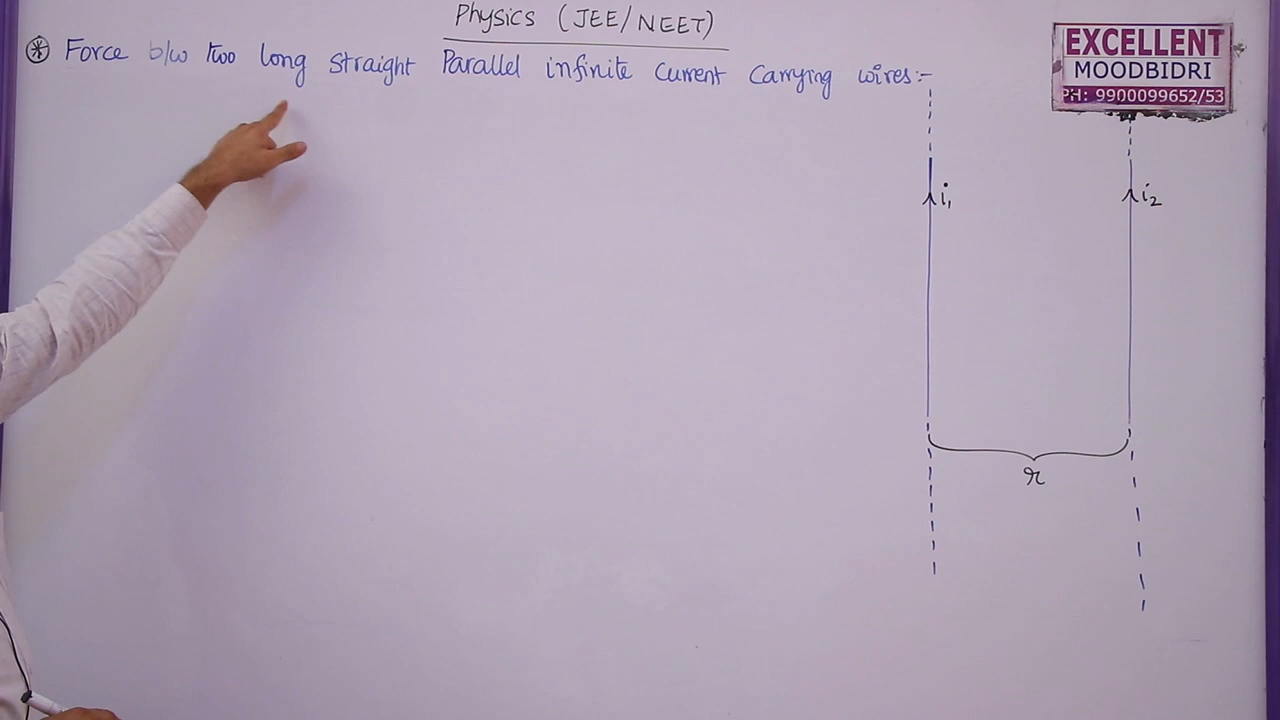 Physics (JEE/NEET)
EXCELLENT
MOODBIDRI
PH: 9900099652/53
* Force b/w two long straight Parallel infinite Current Carrying wires:-
i₁
i₂
r